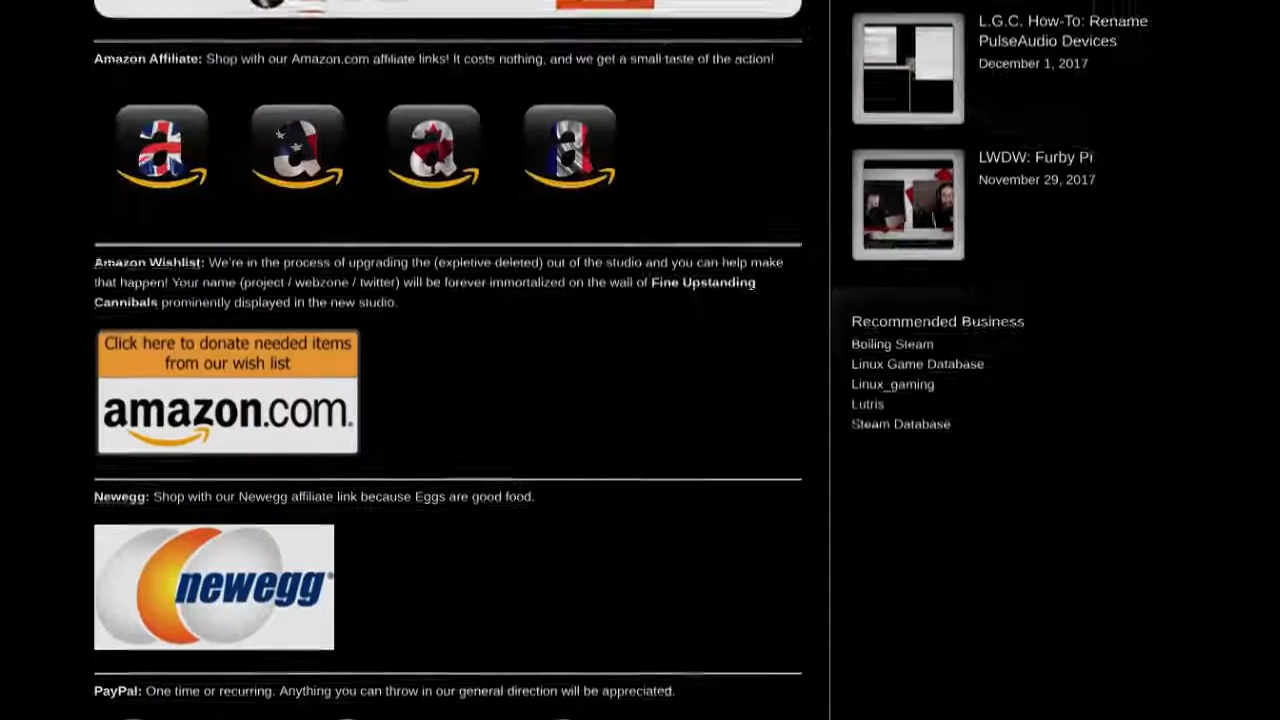 Amazon Affiliate: Shop with our Amazon.com affiliate links! It costs nothing, and we get a small taste of the action!
a a a a
Amazon Wishlist: We're in the process of upgrading the (expletive deleted) out of the studio and you can help make
that happen! Your name (project / webzone / twitter) will be forever immortalized on the wall of Fine Upstanding
Cannibals prominently displayed in the new studio.
Click here to donate needed items
from our wish list
amazon.com.
Newegg: Shop with our Newegg affiliate link because Eggs are good food.
newegg®
PayPal: One time or recurring. Anything you can throw in our general direction will be appreciated.
L.G.C. How-To: Rename
PulseAudio Devices
December 1, 2017
LWDW: Furby Pi
November 29, 2017
Recommended Business
Boiling Steam
Linux Game Database
Linux_gaming
Lutris
Steam Database